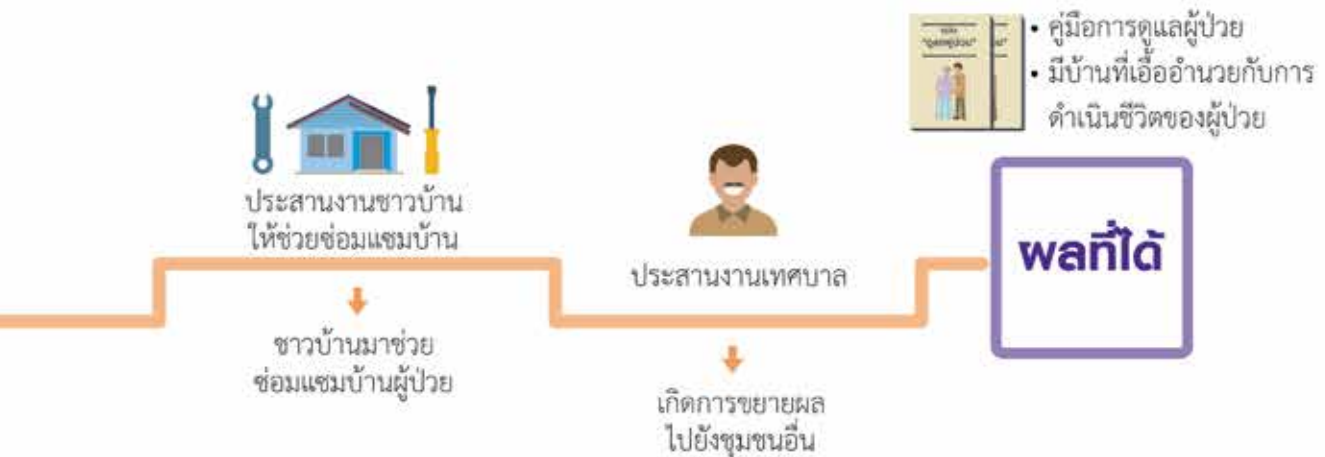 ประสานงานชาวบ้าน
ให้ช่วยซ่อมแซมบ้าน
ชาวบ้านมาช่วย
ซ่อมแซมบ้านผู้ป่วย
ประสานงานเทศบาล
เกิดการขยายผล
ไปยังชุมชนอื่น
• คู่มือการดูแลผู้ป่วย
• มีบ้านที่เอื้ออำนวยกับการ
ดำเนินชีวิตของผู้ป่วย
ผลที่ได้